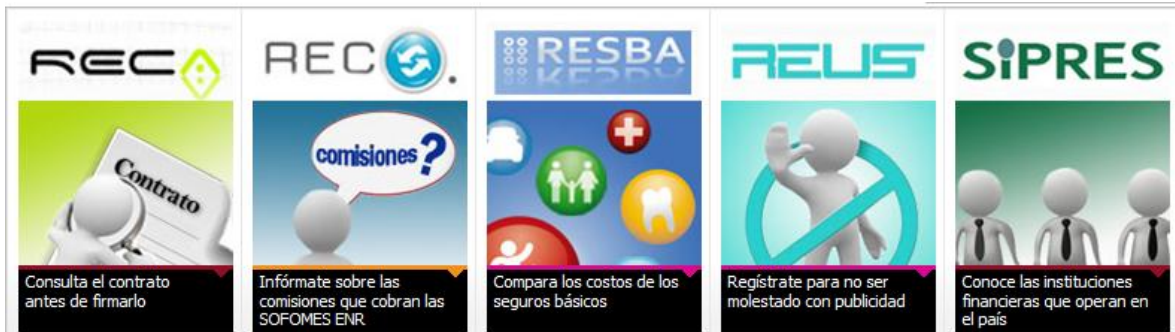 RECA
RECO.
RESBA
REUS
SiPRES
Contrato
comisiones?
Consulta el contrato
antes de firmarlo
Infórmate sobre las
comisiones que cobran las
SOFOMES ENR
Compara los costos de los
seguros básicos
Regístrate para no ser
molestado con publicidad
Conoce las instituciones
financieras que operan en
el país